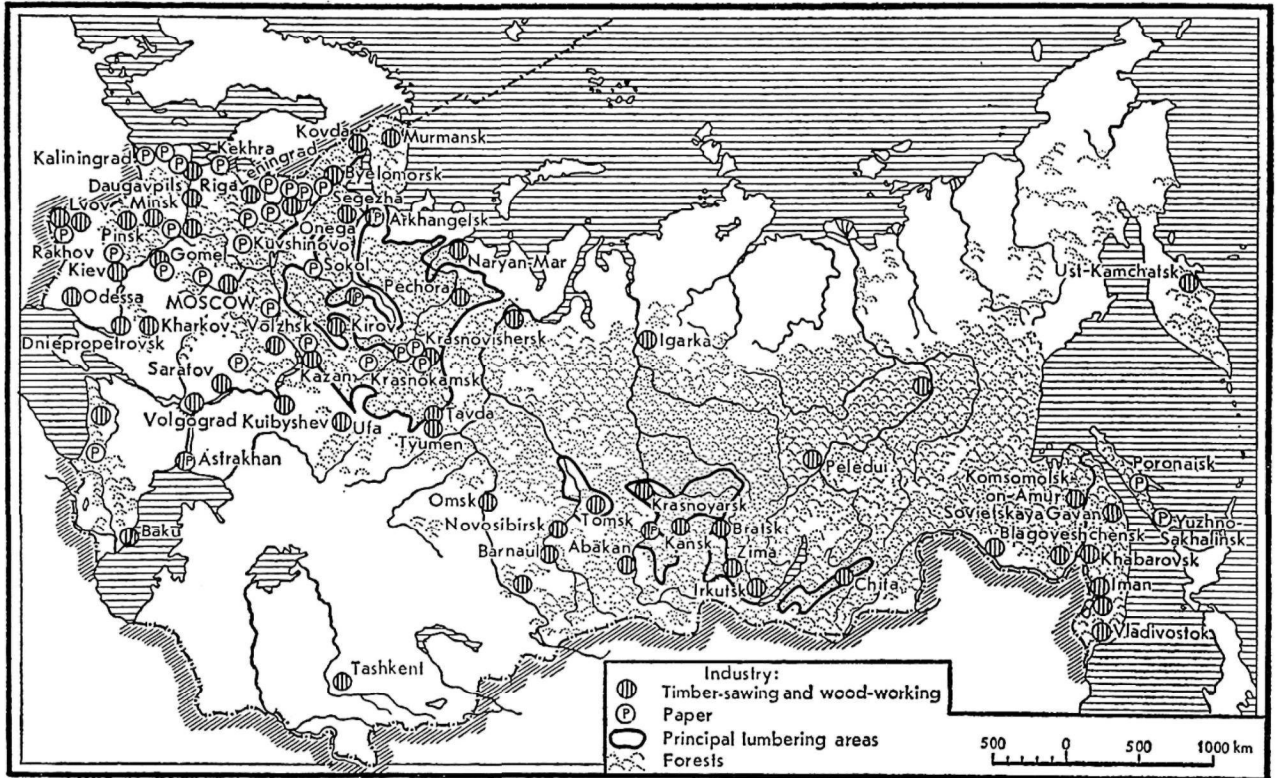 Kovda
Murmansk
Kaliningrad
Kekhra
eningrad
Byelomorsk
Daugavpils
Riga
Segezha
Lvov
Minsk
Arkhangelsk
Pinsk
Onega
Kuvshinovo
Rakhov
Gomel
Naryan-Mar
Kiev
Sokol
Ust-Kamchatsk
Odessa
MOSCOW
Pechora
Kharkov
Volzhsk
Kirov
Krasnovishersk
Igarka
Dniepropetrovsk
Saratov
Kazan
Krasnokamsk
Volgograd
Kuibyshev
Ufa
Tavda
Tyumen
Astrakhan
Peledui
Poronaisk
Komsomolsk-
on-Amur
Omsk
Krasnoyarsk
Tomsk
Sovietskaya Gavan
Novosibirsk
Kansk
Bratsk
Yuzhno-
Sakhalinsk
Baku
Blagoveshchensk
Barnaul
Abakan
Zima
Khabarovsk
Irkutsk
Chita
Iman
Vladivostok
Tashkent
Industry:
Timber-sawing and wood-working
P Paper
Principal lumbering areas
Forests
500 0 500 1000 km